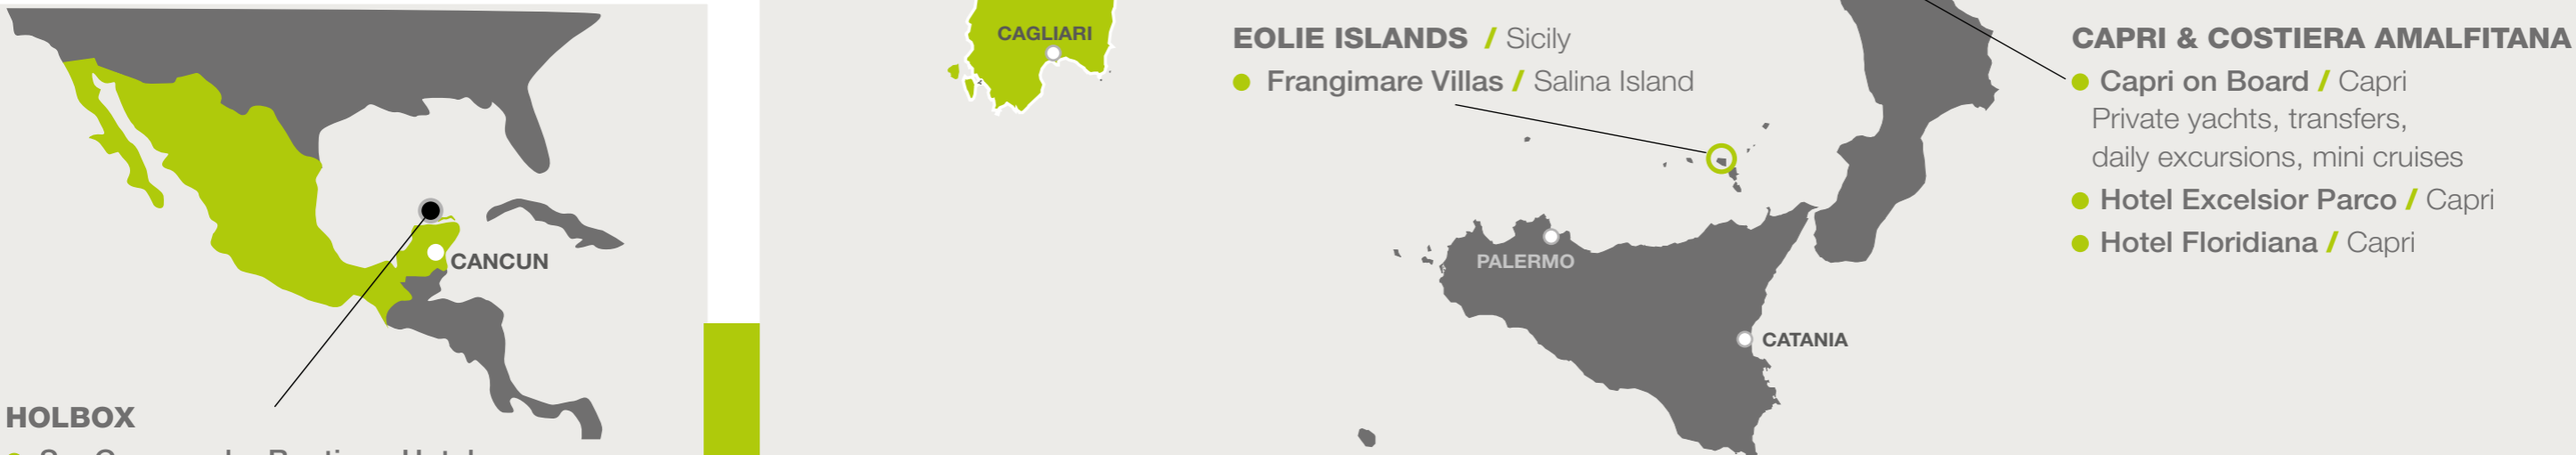 CANCUN
HOLBOX
CAGLIARI
EOLIE ISLANDS / Sicily
Frangimare Villas / Salina Island
PALERMO
CATANIA
CAPRI & COSTIERA AMALFITANA
Capri on Board / Capri
Private yachts, transfers,
daily excursions, mini cruises
Hotel Excelsior Parco / Capri
Hotel Floridiana / Capri